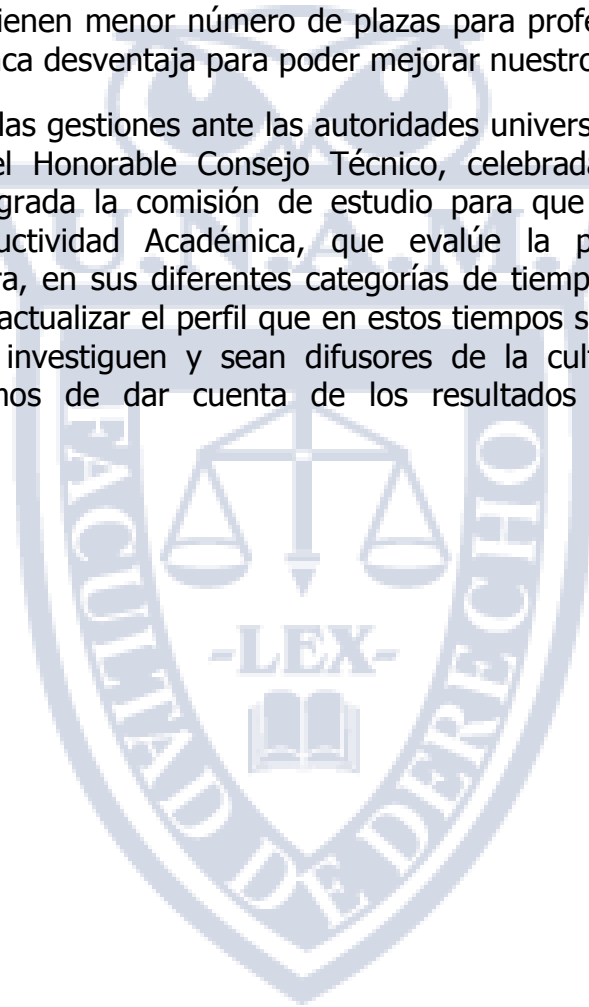 ienen menor número de plazas para profe
ca desventaja para poder mejorar nuestro
las gestiones ante las autoridades univers
el Honorable Consejo Técnico, celebrada
grada la comisión de estudio para que
uctividad Académica, que evalúe la p
ra, en sus diferentes categorías de tiemp
actualizar el perfil que en estos tiempos s
investiguen y sean difusores de la cult
mos de dar cuenta de los resultados
U.N.A.M.
FACULTAD DE DERECHO
-LEX-